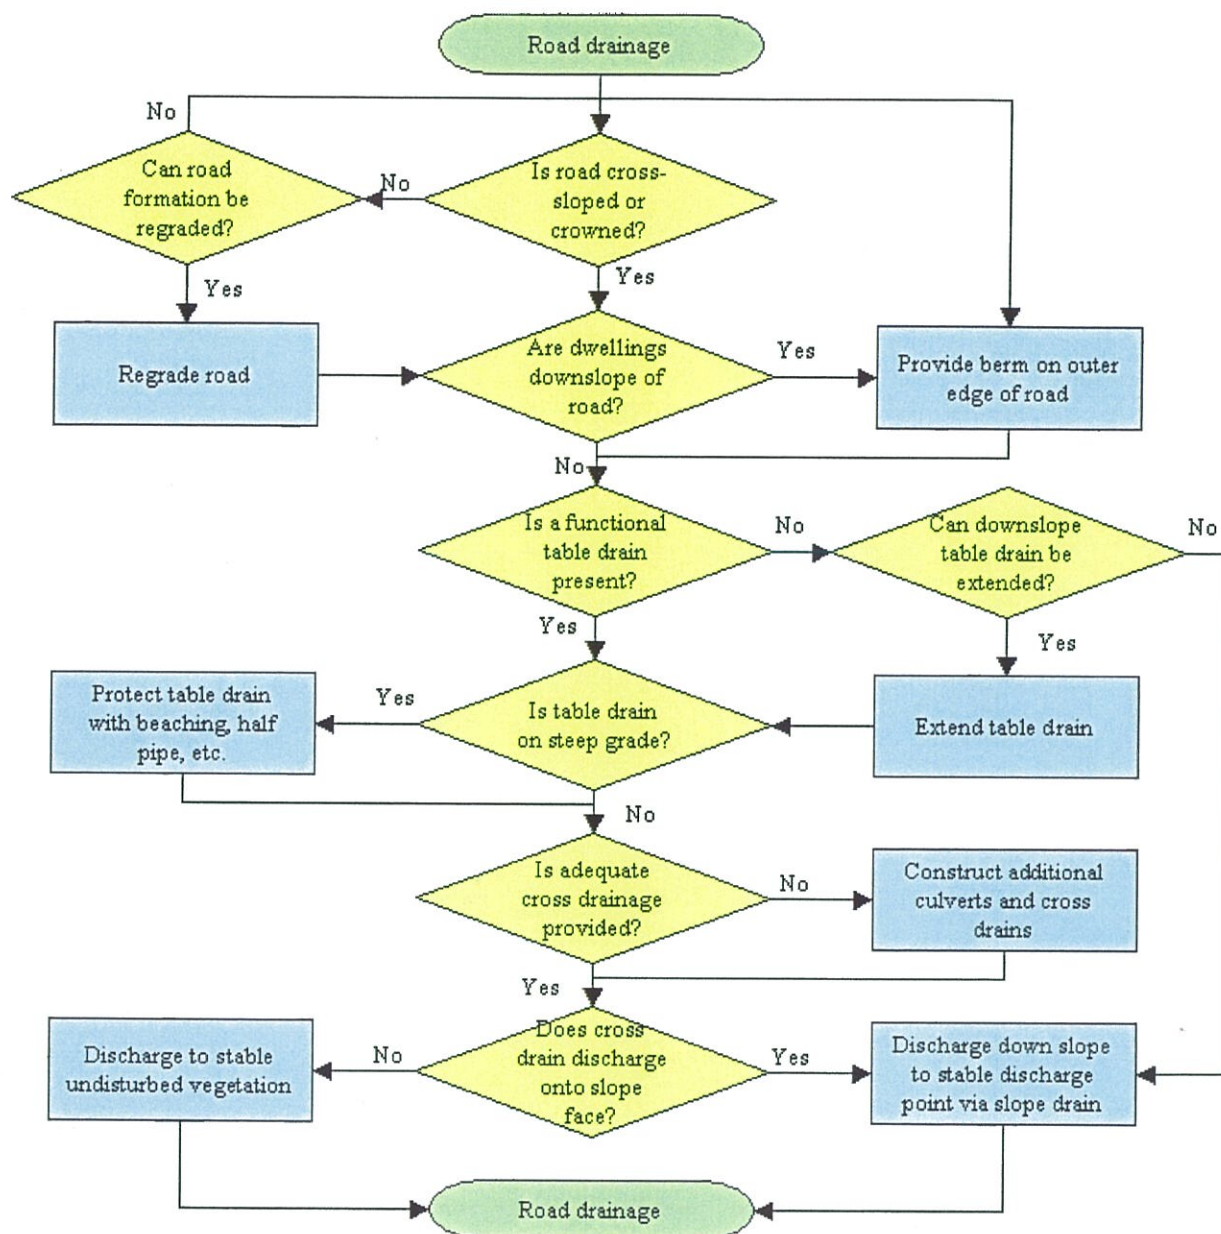 Road drainage
No
Can road
formation be
regraded?
No
Is road cross-
sloped or
crowned?
Yes
Yes
Regrade road
Are dwellings
downslope of
road?
Yes
Provide berm on outer
edge of road
No
Is a functional
table drain
present?
No
Can downslope
table drain be
extended?
No
Yes
Yes
Protect table drain
with beaching, half
pipe, etc.
Yes
Is table drain
on steep grade?
Extend table drain
No
Is adequate
cross drainage
provided?
No
Construct additional
culverts and cross
drains
Yes
Discharge to stable
undisturbed vegetation
No
Does cross
drain discharge
onto slope
face?
Yes
Discharge down slope
to stable discharge
point via slope drain
Road drainage